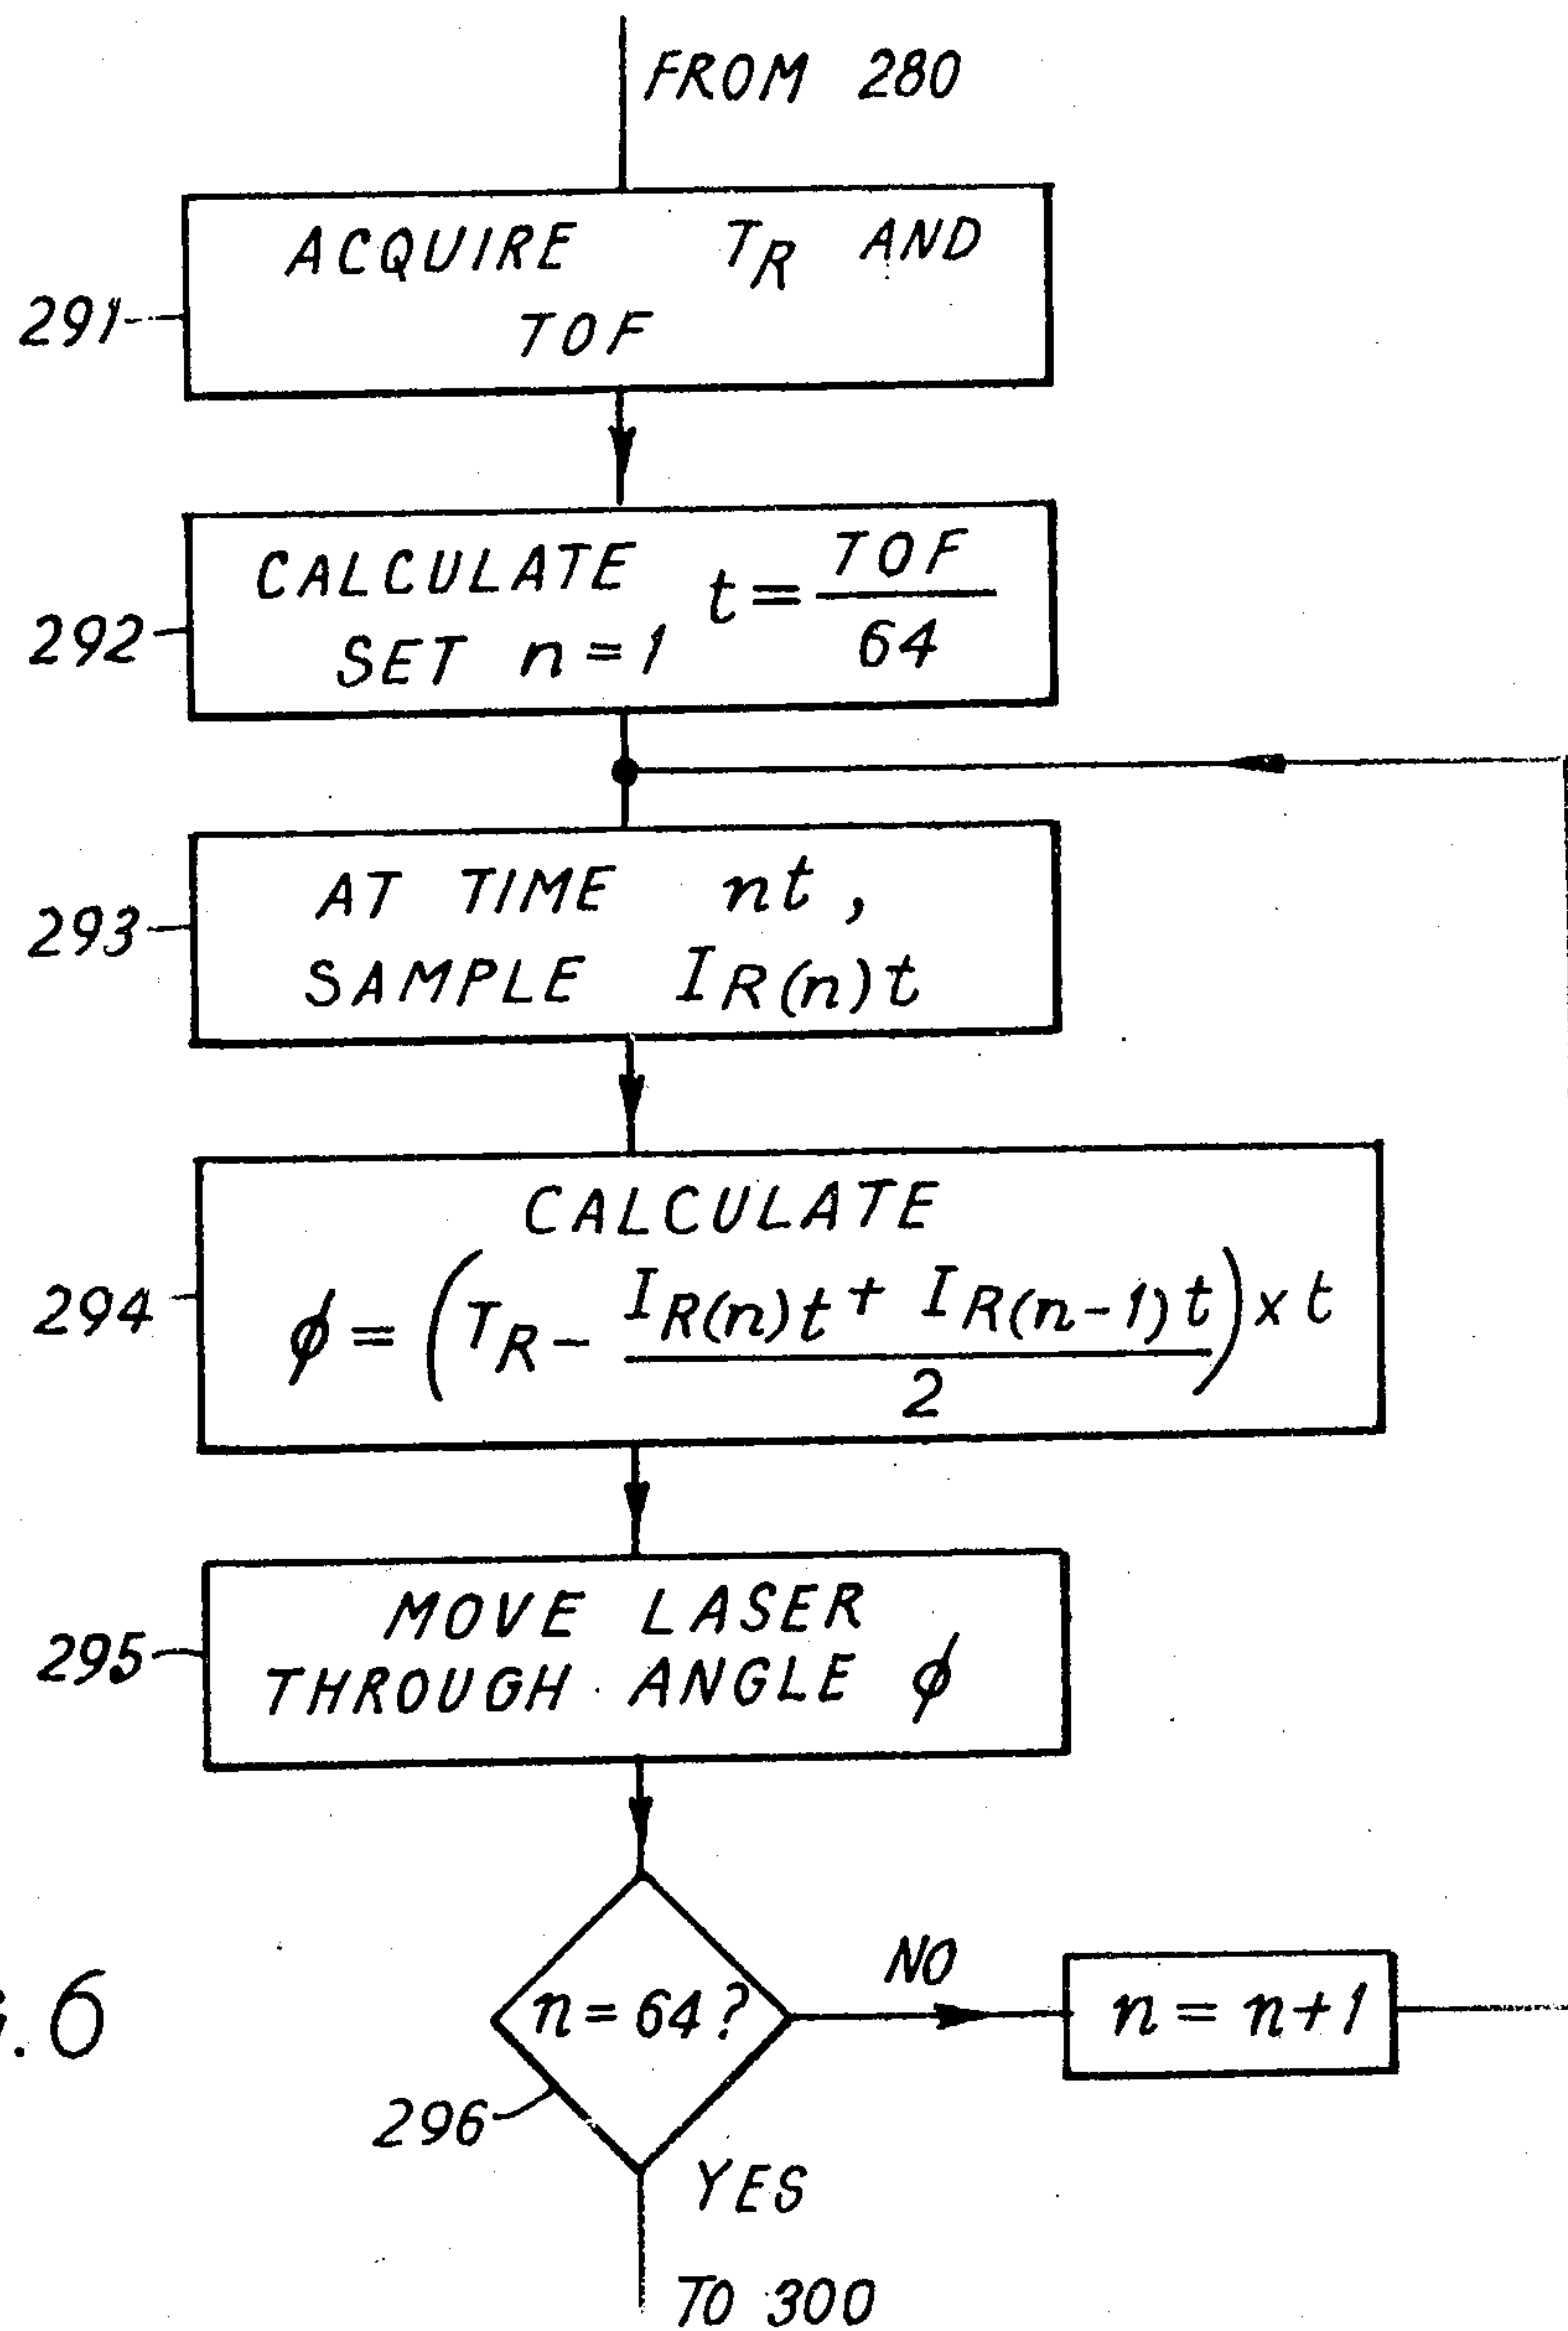 FROM 280
ACQUIRE T_R AND
TOF
291
CALCULATE t = TOF/64
SET n = 1
292
AT TIME nt,
SAMPLE I_R(n)t
293
CALCULATE
φ = (T_R - (I_R(n)t + I_R(n-1)t)/2) x t
294
MOVE LASER
THROUGH ANGLE φ
295
n = 64?
NO
n = n+1
296
YES
TO 300
.6